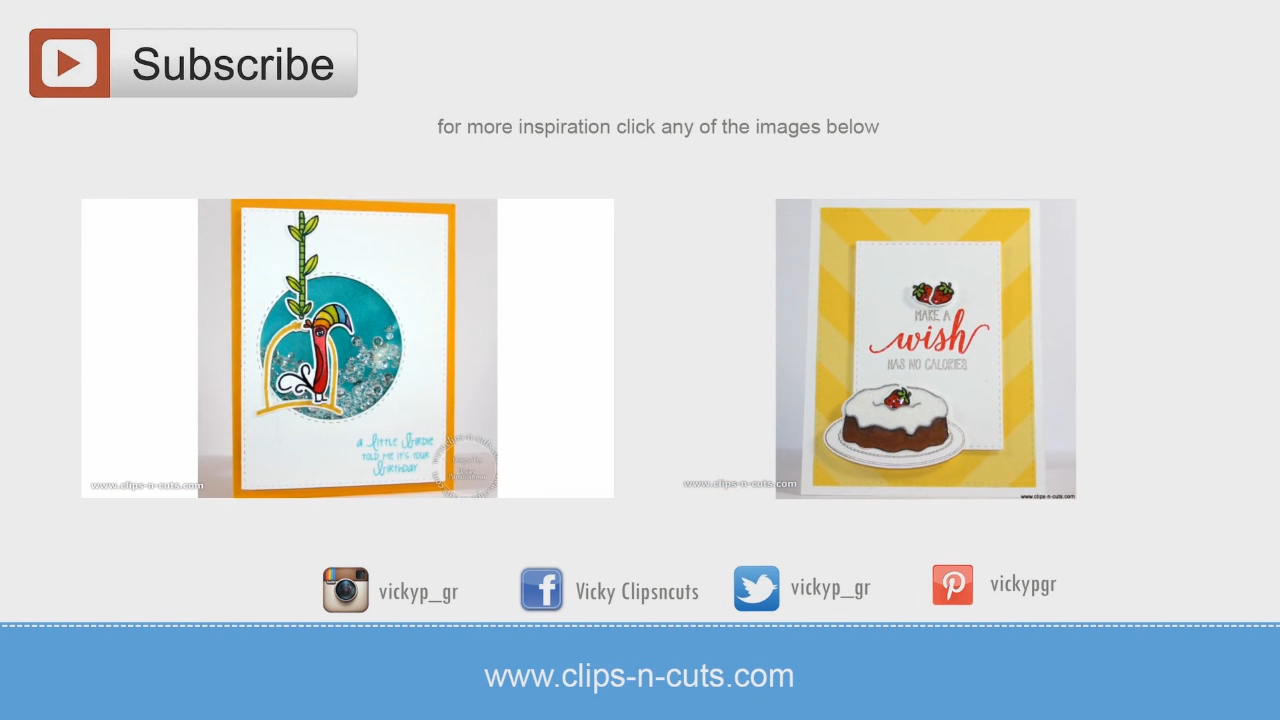 Subscribe
for more inspiration click any of the images below
a LITTLE BIRDIE
TOLD ME IT'S YOUR
BIRTHDAY
www.clips-n-cuts.com
MAKE A
wish
HAS NO CALORIES
www.clips-n-cuts.com
www.clips-n-cuts.com
vickyp_gr
Vicky Clipsncuts
vickyp_gr
vickypgr
www.clips-n-cuts.com